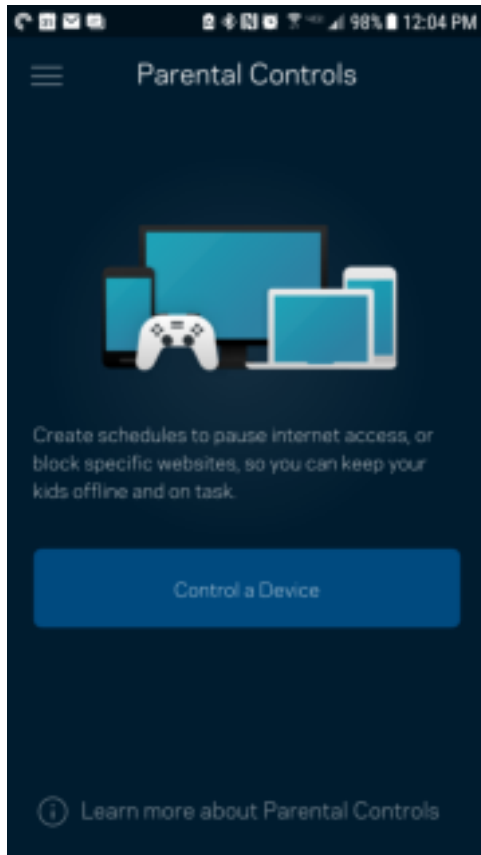 98% 12:04 PM
Parental Controls
Create schedules to pause internet access, or
block specific websites, so you can keep your
kids offline and on task.
Control a Device
Learn more about Parental Controls